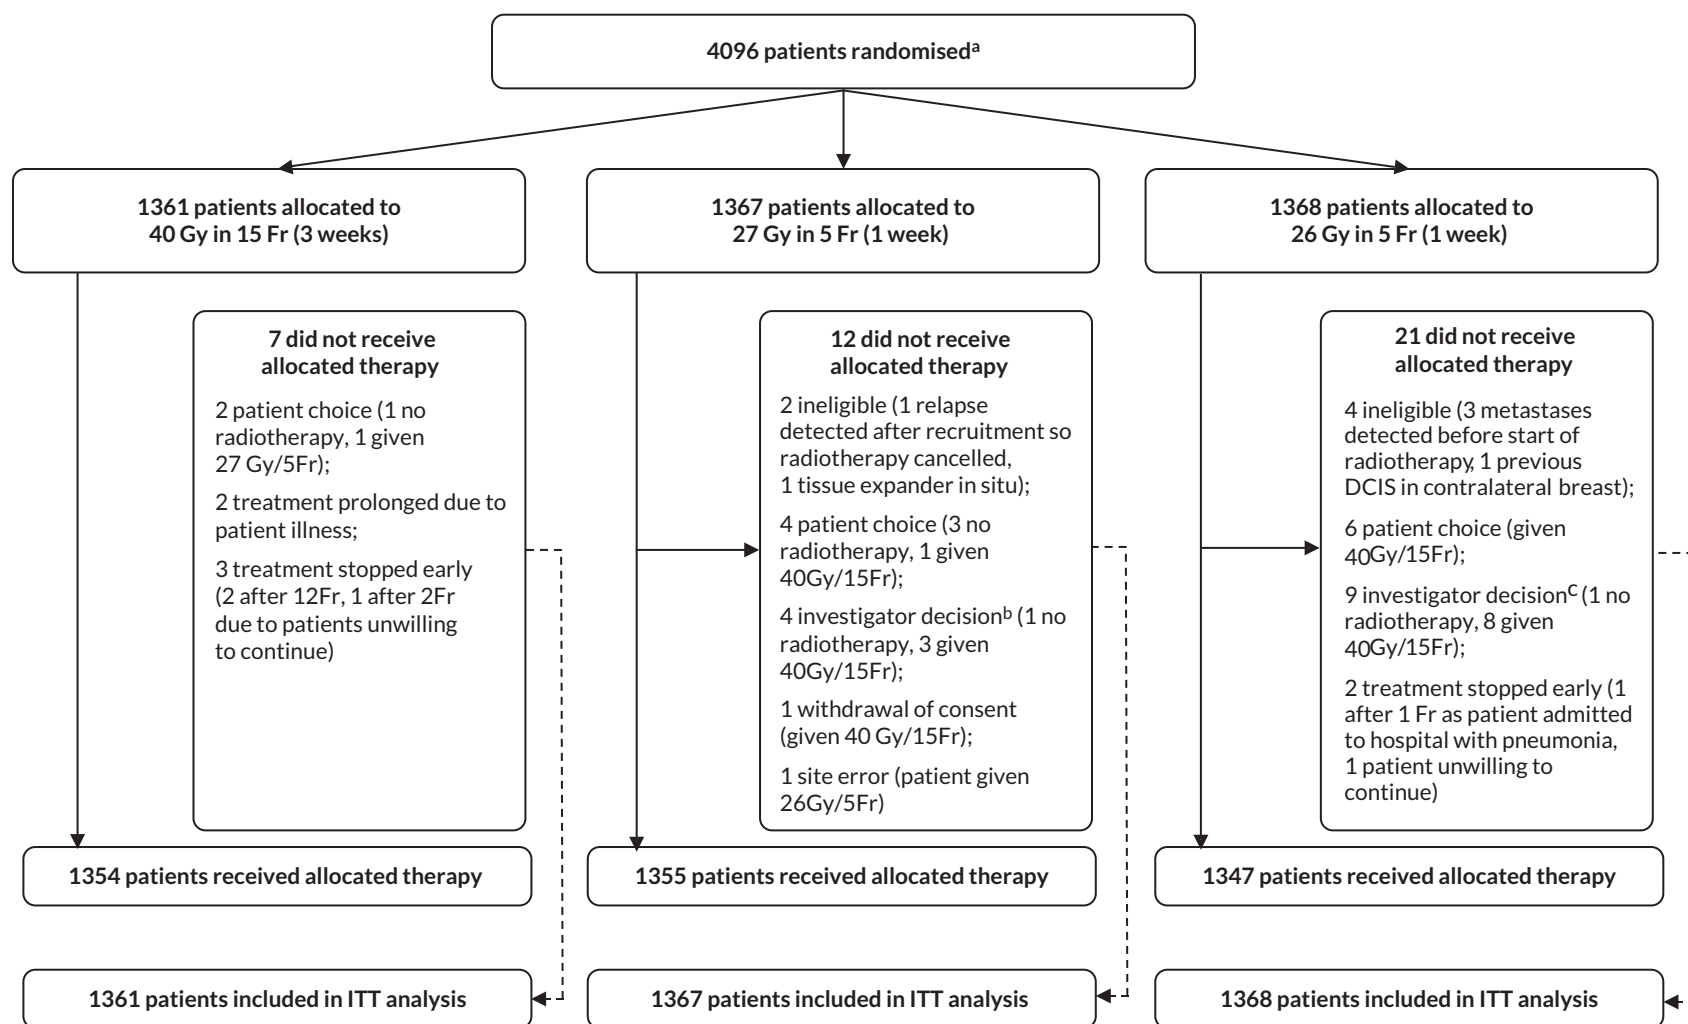 4096 patients randomisedᵃ
1361 patients allocated to
40 Gy in 15 Fr (3 weeks)
1367 patients allocated to
27 Gy in 5 Fr (1 week)
1368 patients allocated to
26 Gy in 5 Fr (1 week)
7 did not receive
allocated therapy
2 patient choice (1 no
radiotherapy, 1 given
27 Gy/5Fr);
2 treatment prolonged due to
patient illness;
3 treatment stopped early
(2 after 12Fr, 1 after 2Fr
due to patients unwilling
to continue)
12 did not receive
allocated therapy
2 ineligible (1 relapse
detected after recruitment so
radiotherapy cancelled,
1 tissue expander in situ);
4 patient choice (3 no
radiotherapy, 1 given
40Gy/15Fr);
4 investigator decisionᵇ (1 no
radiotherapy, 3 given
40Gy/15Fr);
1 withdrawal of consent
(given 40 Gy/15Fr);
1 site error (patient given
26Gy/5Fr)
21 did not receive
allocated therapy
4 ineligible (3 metastases
detected before start of
radiotherapy, 1 previous
DCIS in contralateral breast);
6 patient choice (given
40Gy/15Fr);
9 investigator decisionᶜ (1 no
radiotherapy, 8 given
40Gy/15Fr);
2 treatment stopped early (1
after 1 Fr as patient admitted
to hospital with pneumonia,
1 patient unwilling to
continue)
1354 patients received allocated therapy
1355 patients received allocated therapy
1347 patients received allocated therapy
1361 patients included in ITT analysis
1367 patients included in ITT analysis
1368 patients included in ITT analysis